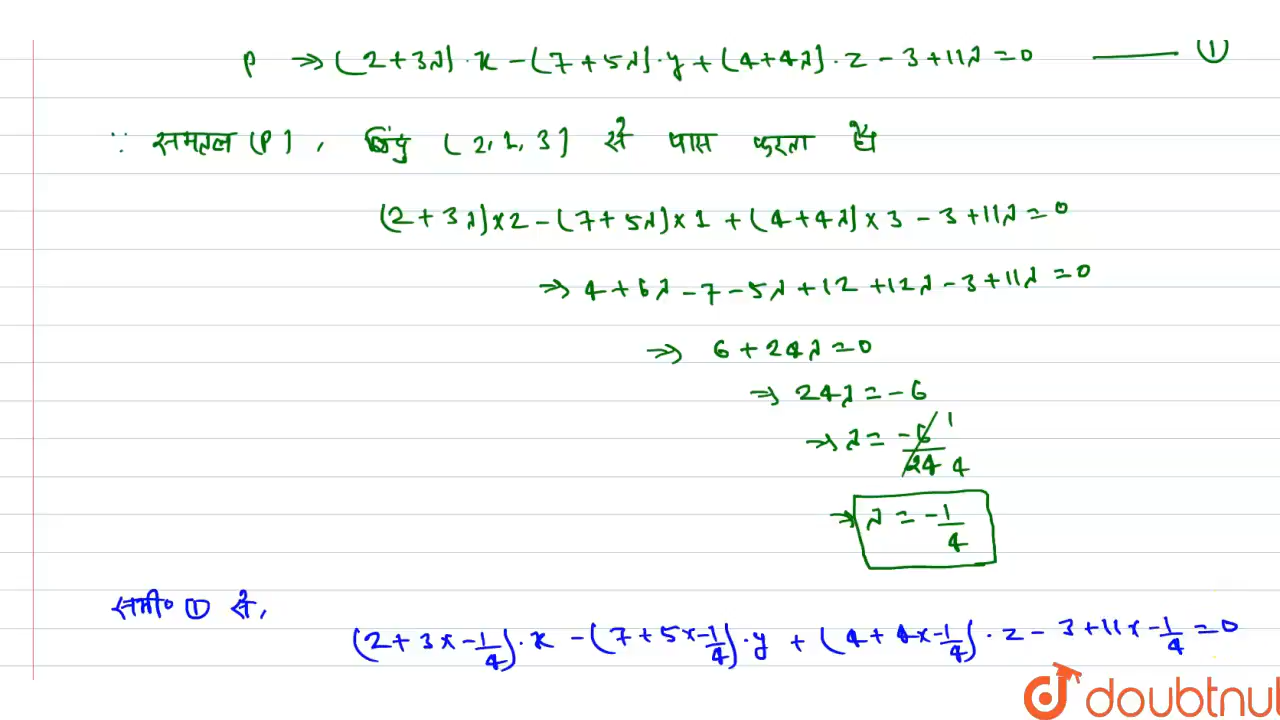 P ⇒ (2+3λ).x − (7+5λ).y + (4+4λ).z − 3 + 11λ = 0 ——— ①
∵ समतल (P), बिंदु (2, 1, 3) से पास करता है
(2+3λ)×2 − (7+5λ)×1 + (4+4λ)×3 − 3 + 11λ = 0
⇒ 4+6λ − 7 − 5λ + 12 + 12λ − 3 + 11λ = 0
⇒ 6 + 24λ = 0
⇒ 24λ = −6
⇒ λ = −6/24 1 4
⇒ λ = −1/4
समी० ① से,
(2+3×−1/4).x − (7+5×−1/4).y + (4+4×−1/4).z − 3 + 11×−1/4 = 0
doubtnut